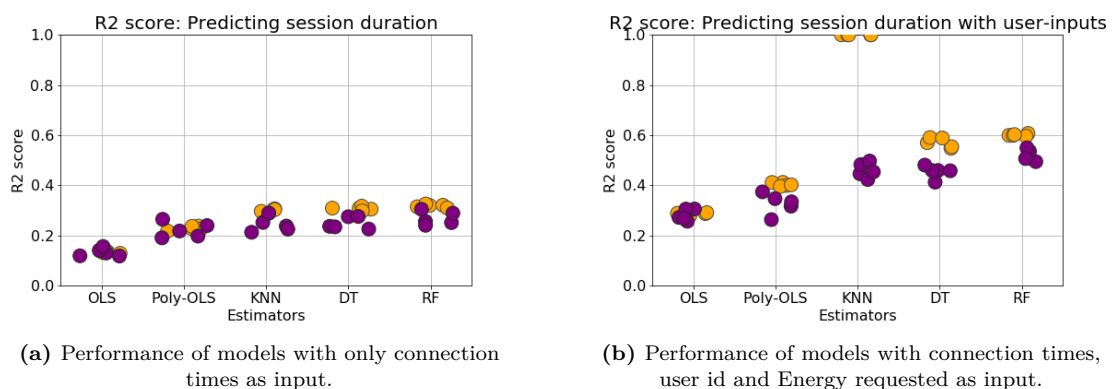 R2 score: Predicting session duration
1.0
0.8
0.6
0.4
0.2
0.0
R2 score
OLS Poly-OLS KNN DT RF
Estimators
(a) Performance of models with only connection
times as input.
R2 score: Predicting session duration with user-inputs
1.0
0.8
0.6
0.4
0.2
0.0
R2 score
OLS Poly-OLS KNN DT RF
Estimators
(b) Performance of models with connection times,
user id and Energy requested as input.